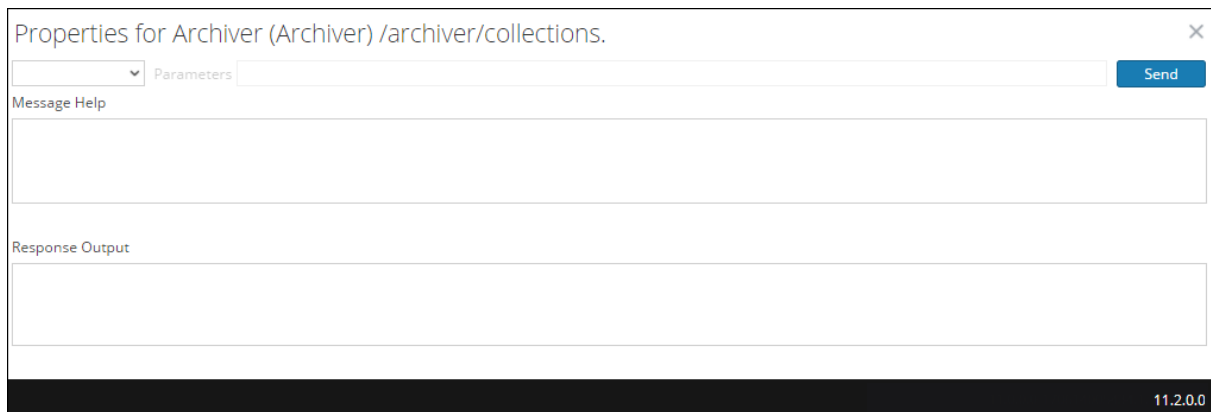 Properties for Archiver (Archiver) /archiver/collections.
Parameters Send
Message Help
Response Output
11.2.0.0